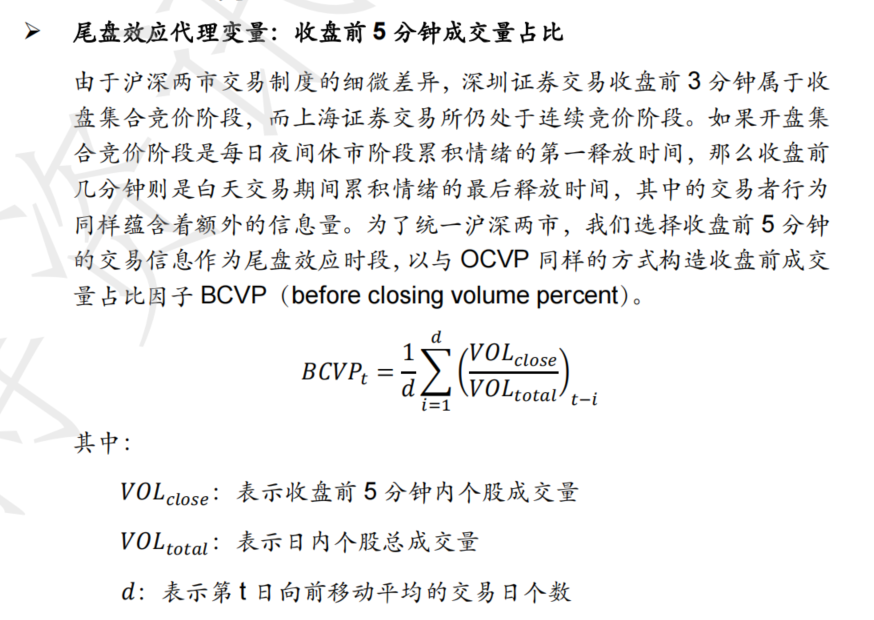 ➢ 尾盘效应代理变量：收盘前 5 分钟成交量占比
由于沪深两市交易制度的细微差异，深圳证券交易收盘前 3 分钟属于收
盘集合竞价阶段，而上海证券交易所仍处于连续竞价阶段。如果开盘集
合竞价阶段是每日夜间休市阶段累积情绪的第一释放时间，那么收盘前
几分钟则是白天交易期间累积情绪的最后释放时间，其中的交易者行为
同样蕴含着额外的信息量。为了统一沪深两市，我们选择收盘前 5 分钟
的交易信息作为尾盘效应时段，以与 OCVP 同样的方式构造收盘前成交
量占比因子 BCVP（before closing volume percent）。
BCVP_t = \frac{1}{d} \sum_{i=1}^{d} \left( \frac{VOL_{close}}{VOL_{total}} \right)_{t-i}
其中：
VOL_{close}：表示收盘前 5 分钟内个股成交量
VOL_{total}：表示日内个股总成交量
d：表示第 t 日向前移动平均的交易日个数